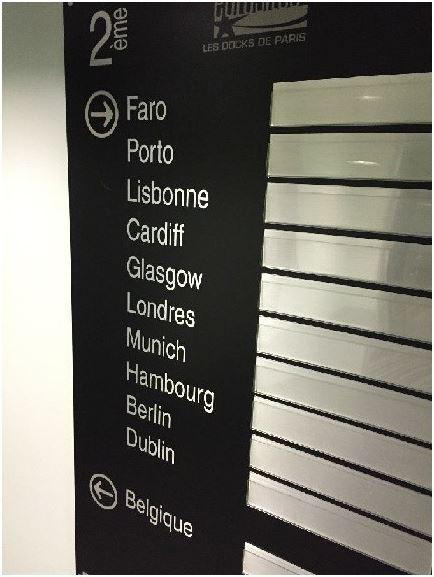 2ème
LES DOCKS DE PARIS
Faro
Porto
Lisbonne
Cardiff
Glasgow
Londres
Munich
Hambourg
Berlin
Dublin
Belgique